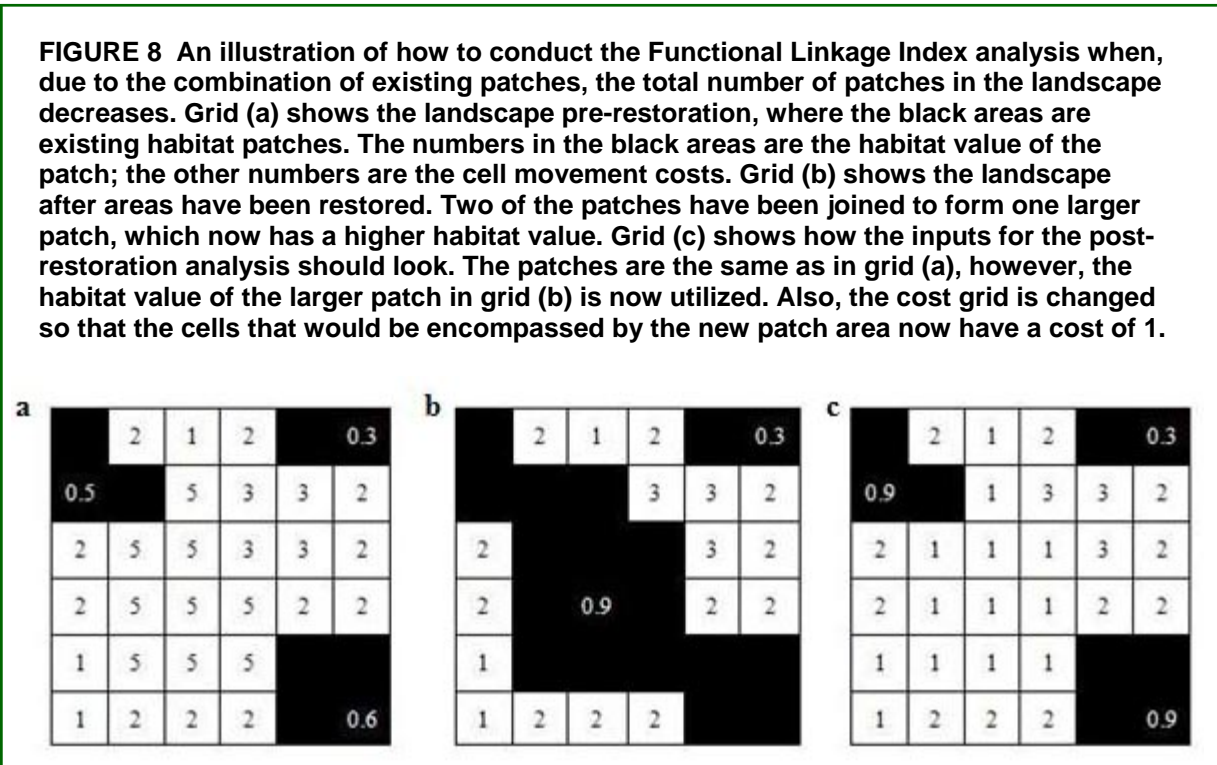 FIGURE 8 An illustration of how to conduct the Functional Linkage Index analysis when,
due to the combination of existing patches, the total number of patches in the landscape
decreases. Grid (a) shows the landscape pre-restoration, where the black areas are
existing habitat patches. The numbers in the black areas are the habitat value of the
patch; the other numbers are the cell movement costs. Grid (b) shows the landscape
after areas have been restored. Two of the patches have been joined to form one larger
patch, which now has a higher habitat value. Grid (c) shows how the inputs for the post-
restoration analysis should look. The patches are the same as in grid (a), however, the
habitat value of the larger patch in grid (b) is now utilized. Also, the cost grid is changed
so that the cells that would be encompassed by the new patch area now have a cost of 1.
a
2 1 2 0.3
0.5 5 3 3 2
2 5 5 3 3 2
2 5 5 5 2 2
1 5 5 5
1 2 2 2 0.6
b
2 1 2 0.3
3 3 2
2 3 2
2 0.9 2 2
1
1 2 2 2
c
2 1 2 0.3
0.9 1 3 3 2
2 1 1 1 3 2
2 1 1 1 2 2
1 1 1 1
1 2 2 2 0.9